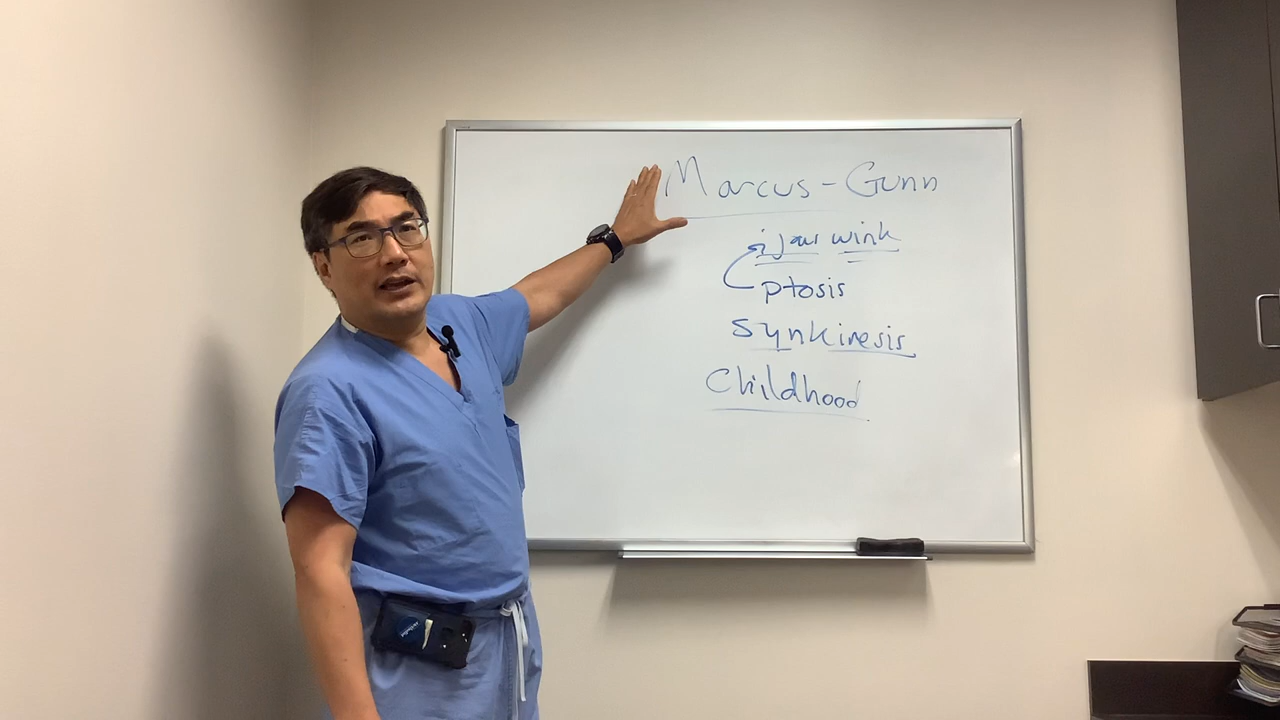 Marcus-Gunn
jaw wink
ptosis
synkinesis
Childhood